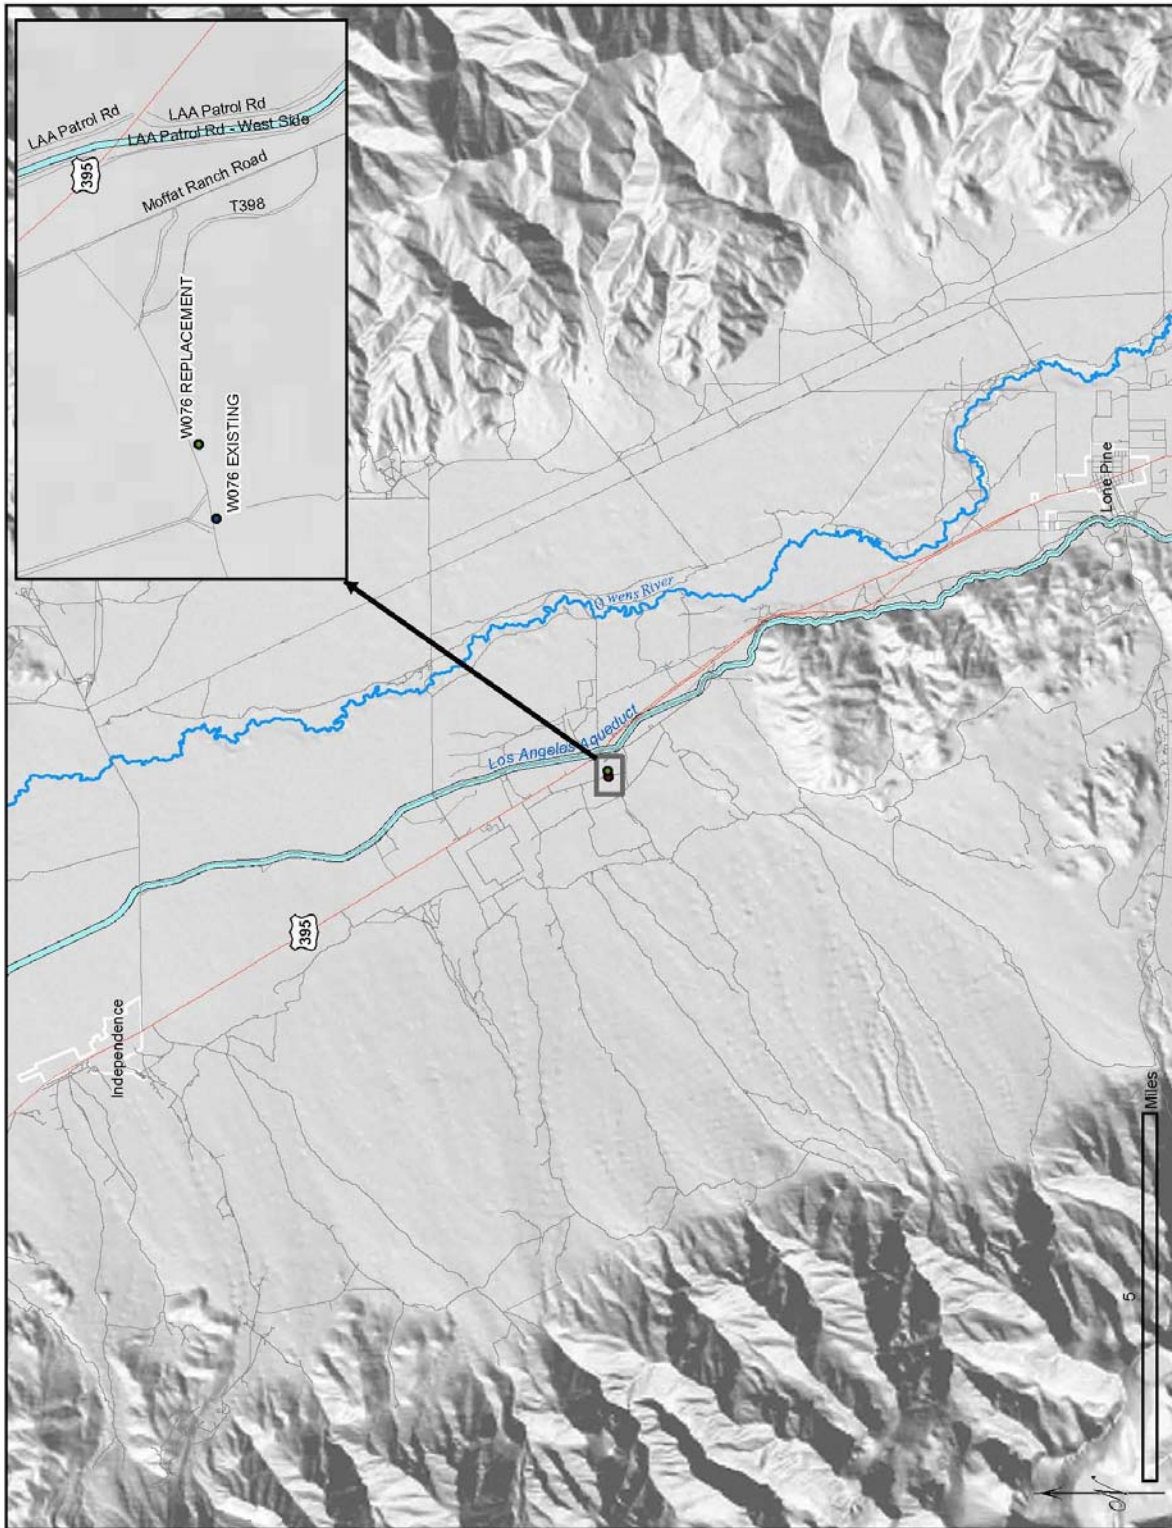 LAA Patrol Rd
LAA Patrol Rd
LAA Patrol Rd - West Side
395
Moffat Ranch Road
T398
W076 REPLACEMENT
W076 EXISTING
Owens River
Los Angeles Aqueduct
395
Independence
Lone Pine
5
Miles
N